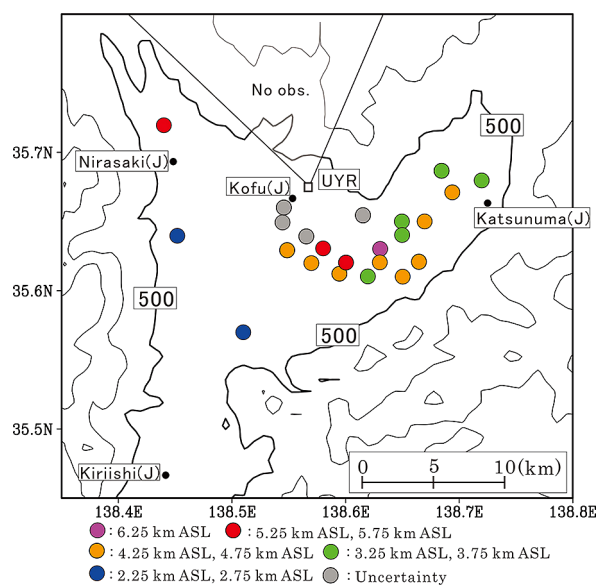 No obs.
500
35.7N
Nirasaki(J)
Kofu(J)
UYR
Katsunuma(J)
35.6N
500
500
35.5N
Kiriishi(J)
0 5 10(km)
138.4E 138.5E 138.6E 138.7E 138.8E
: 6.25 km ASL : 5.25 km ASL, 5.75 km ASL
: 4.25 km ASL, 4.75 km ASL : 3.25 km ASL, 3.75 km ASL
: 2.25 km ASL, 2.75 km ASL : Uncertainty